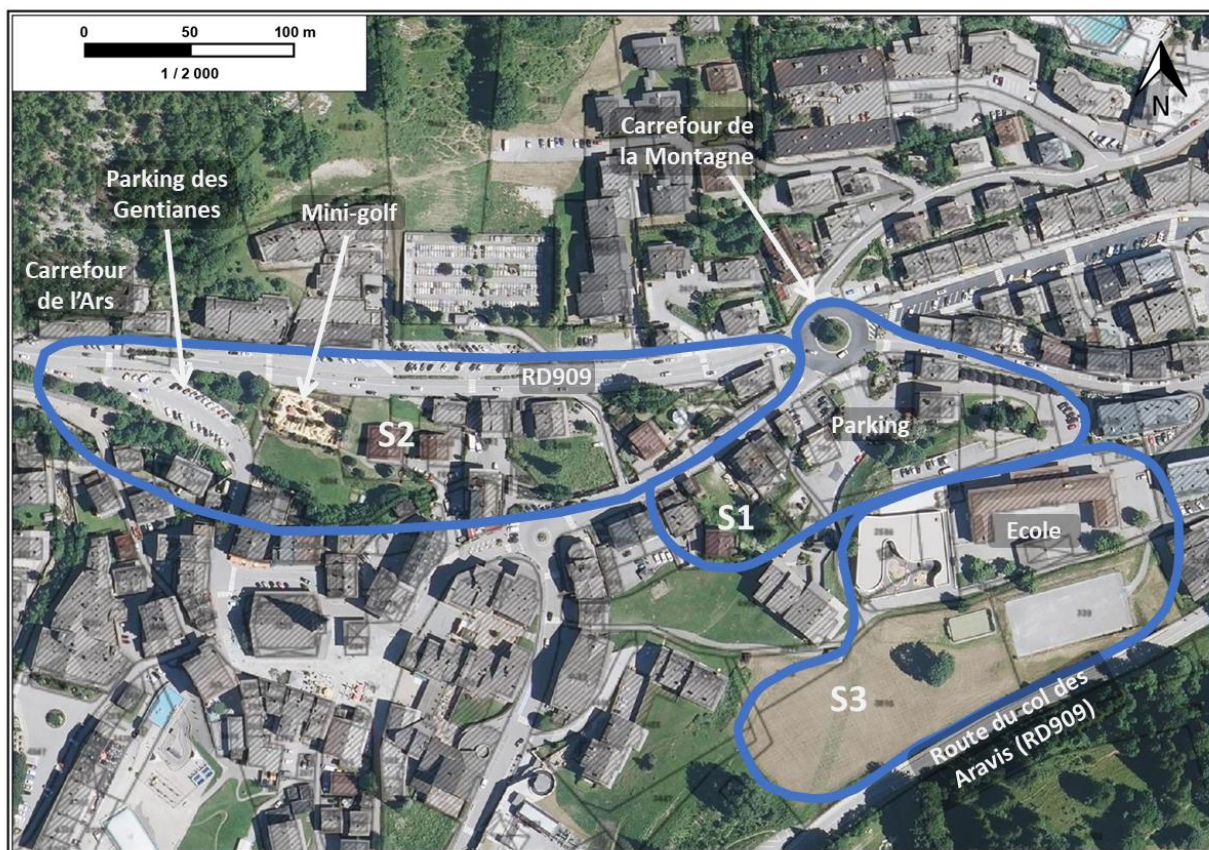 0 50 100 m
1 / 2 000
N
Carrefour de
la Montagne
Parking des
Gentianes
Mini-golf
Carrefour
de l'Ars
RD909
S2
Parking
S1
Ecole
S3
Route du col des
Aravis (RD909)